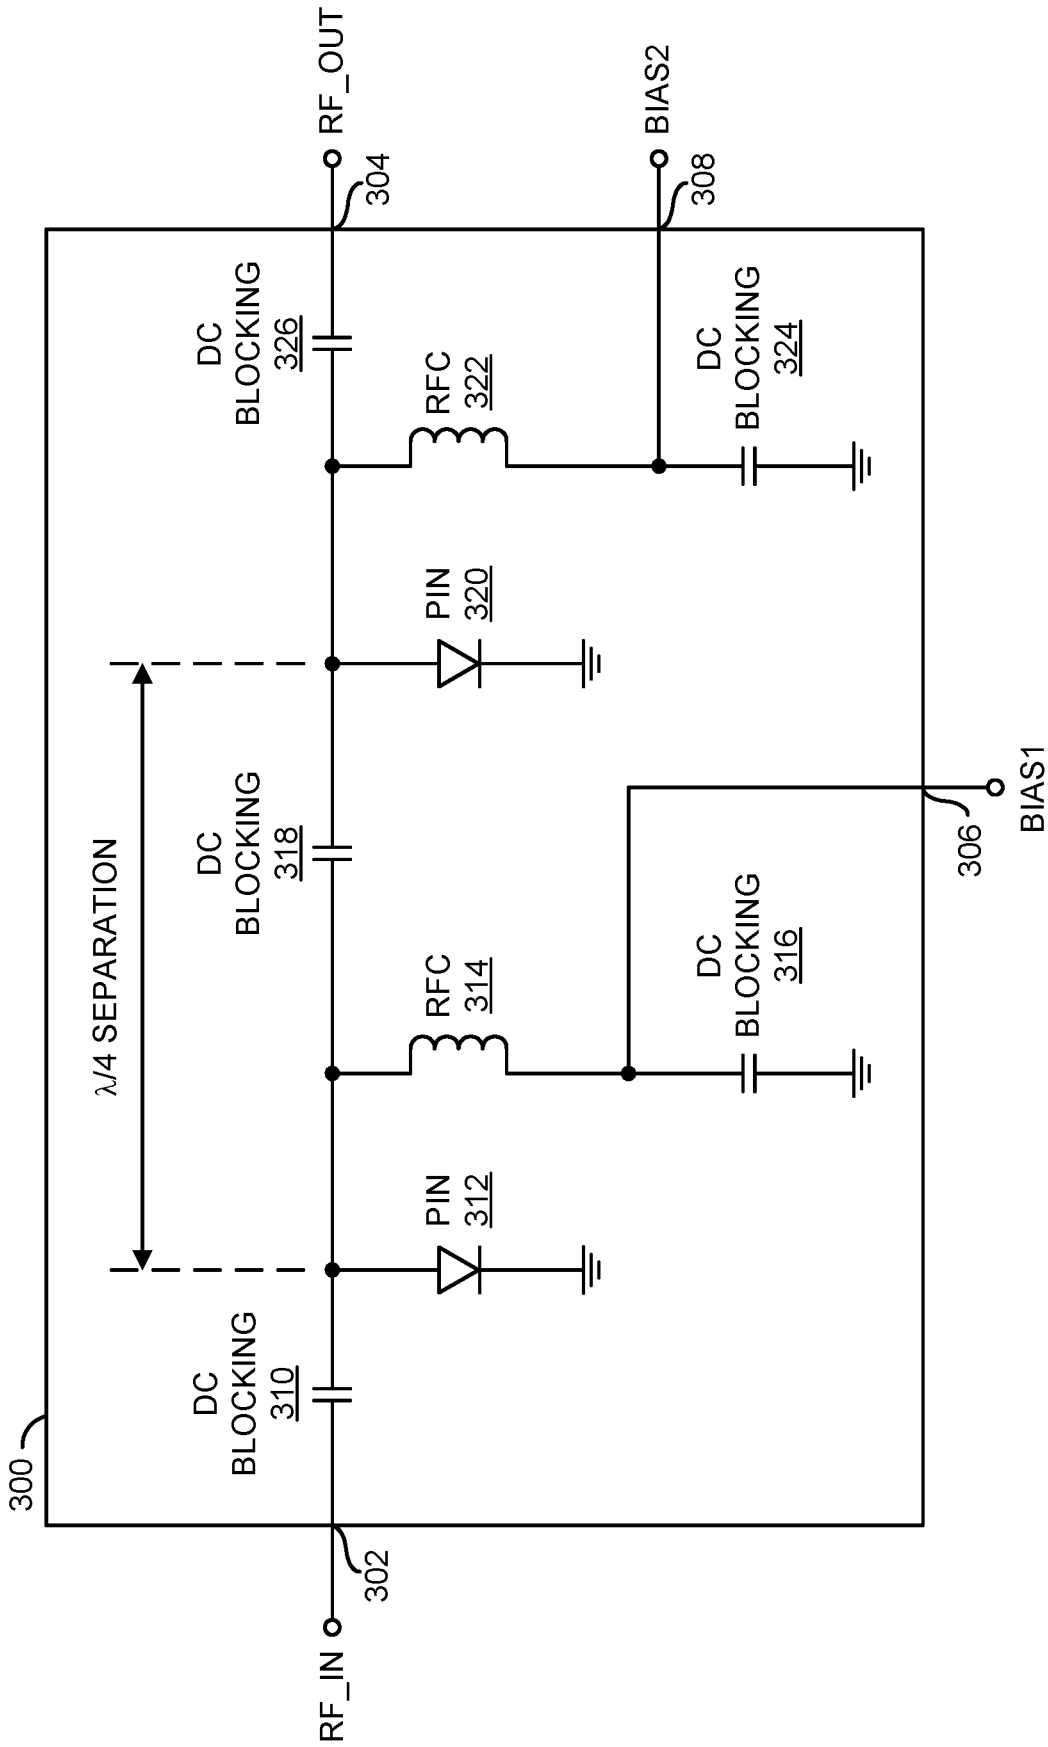 300
λ/4 SEPARATION
DC
BLOCKING
310
DC
BLOCKING
318
DC
BLOCKING
326
RF_IN
302
RF_OUT
304
PIN
312
RFC
314
PIN
320
RFC
322
BIAS2
308
DC
BLOCKING
316
DC
BLOCKING
324
306
BIAS1